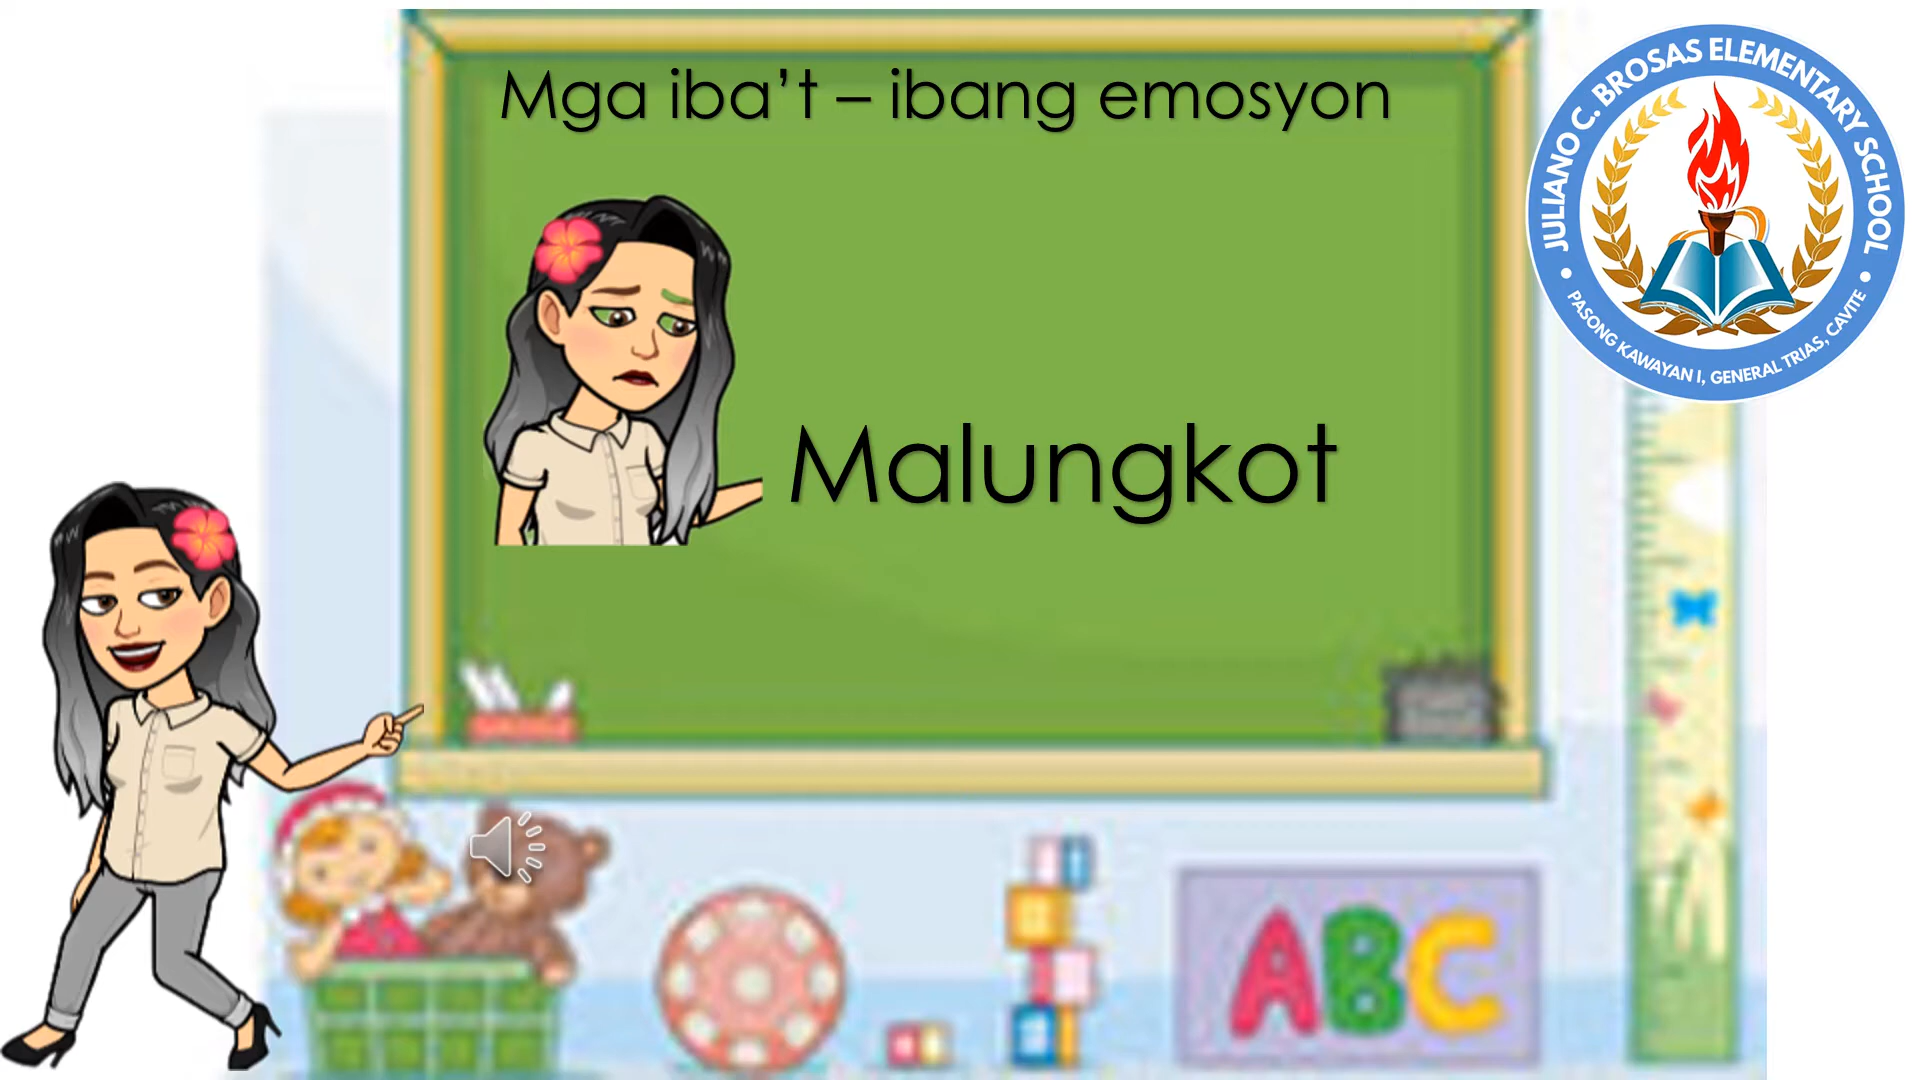 Mga iba’t – ibang emosyon
Malungkot
JULIANO C. BROSAS ELEMENTARY SCHOOL
PASONG KAWAYAN I, GENERAL TRIAS, CAVITE
ABC